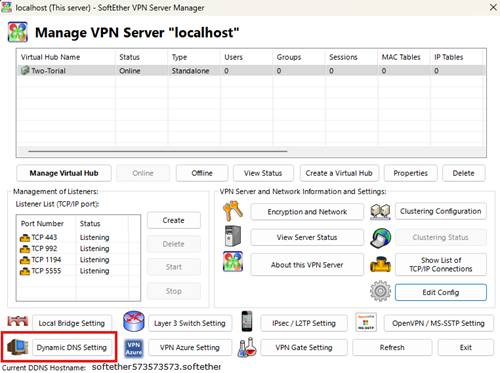 localhost (This server) - SoftEther VPN Server Manager
Manage VPN Server "localhost"
Virtual Hub Name Status Type Users Groups Sessions MAC Tables IP Tables
Two-Torial Online Standalone 0 0 0 0 0
Manage Virtual Hub Online Offline View Status Create a Virtual Hub Properties Delete
Management of Listeners:
Listener List (TCP/IP port):
Port Number Status
TCP 443 Listening
TCP 992 Listening
TCP 1194 Listening
TCP 5555 Listening
Create
Delete
Start
Stop
VPN Server and Network Information and Settings:
Encryption and Network
Clustering Configuration
View Server Status
Clustering Status
About this VPN Server
Show List of
TCP/IP Connections
Edit Config
Local Bridge Setting Layer 3 Switch Setting IPsec / L2TP Setting OpenVPN / MS-SSTP Setting
MS-SSTP
Dynamic DNS Setting
VPN
Azure
VPN Azure Setting VPN Gate Setting Refresh Exit
Current DDNS Hostname: softether573573573.softether